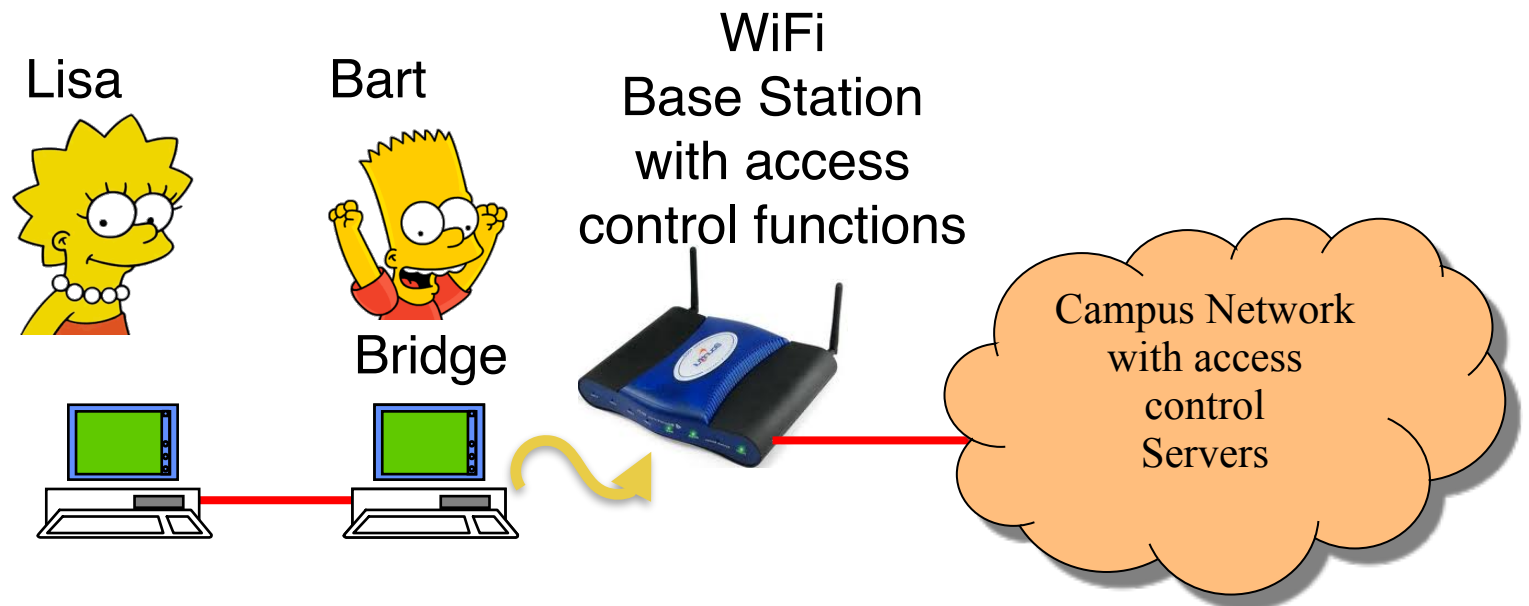 Lisa
Bart
WiFi
Base Station
with access
control functions
Bridge
Campus Network
with access
control
Servers